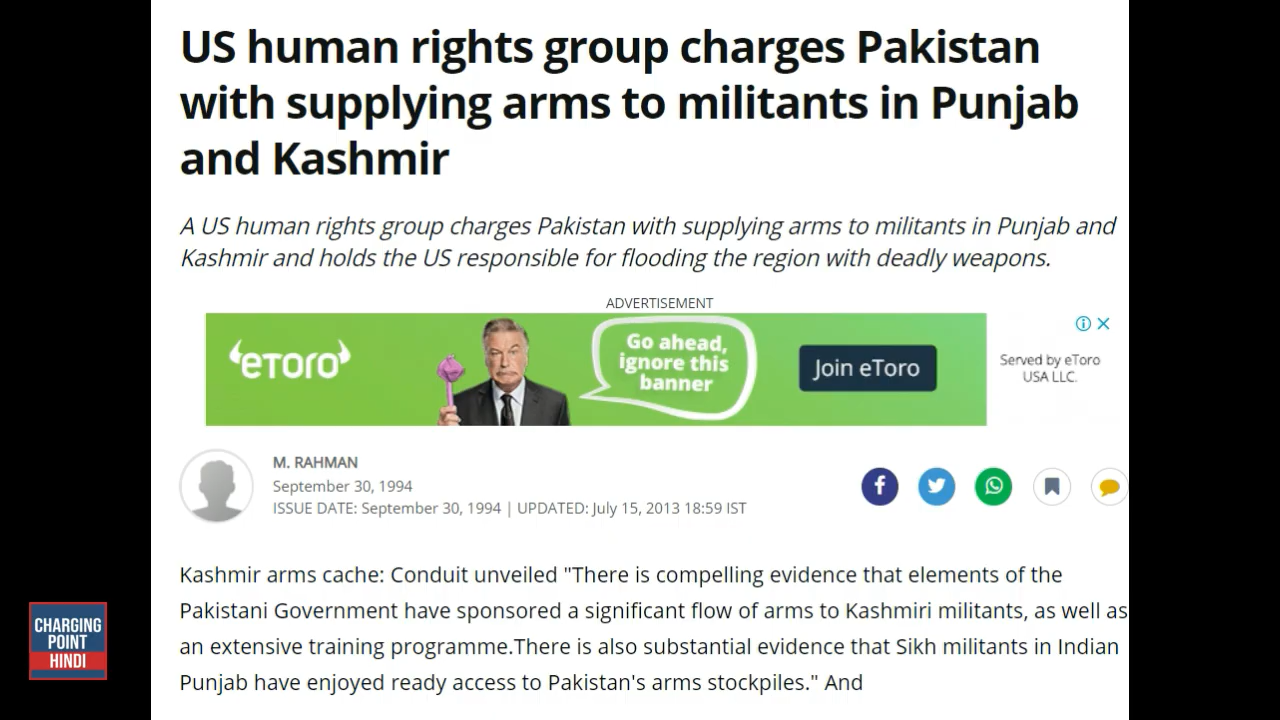 US human rights group charges Pakistan
with supplying arms to militants in Punjab
and Kashmir
A US human rights group charges Pakistan with supplying arms to militants in Punjab and
Kashmir and holds the US responsible for flooding the region with deadly weapons.
ADVERTISEMENT
eToro
Go ahead,
ignore this
banner
Join eToro
Served by eToro
USA LLC.
M. RAHMAN
September 30, 1994
ISSUE DATE: September 30, 1994 | UPDATED: July 15, 2013 18:59 IST
Kashmir arms cache: Conduit unveiled "There is compelling evidence that elements of the
Pakistani Government have sponsored a significant flow of arms to Kashmiri militants, as well as
an extensive training programme.There is also substantial evidence that Sikh militants in Indian
Punjab have enjoyed ready access to Pakistan's arms stockpiles." And
CHARGING
POINT
HINDI